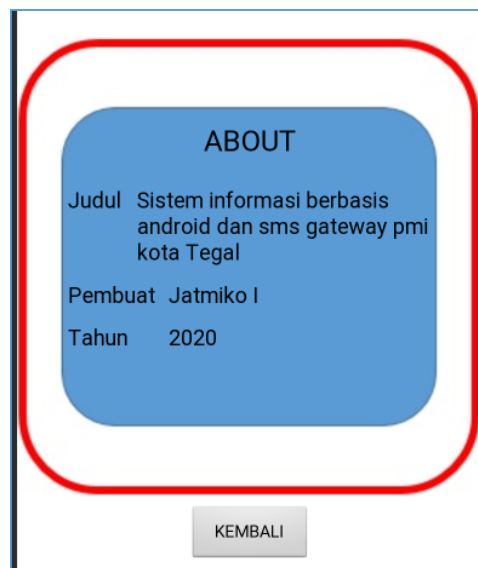 ABOUT
Judul Sistem informasi berbasis
android dan sms gateway pmi
kota Tegal
Pembuat Jatmiko I
Tahun 2020
KEMBALI